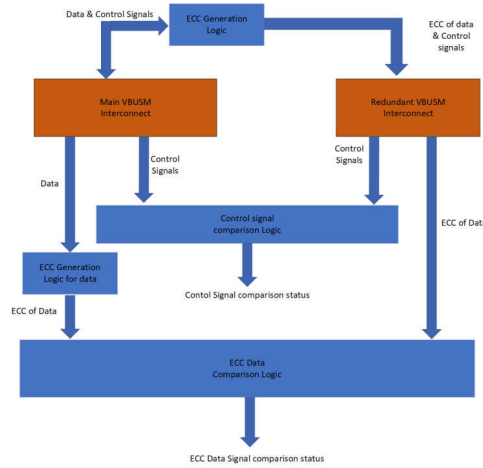 Data & Control Signals
ECC Generation
Logic
ECC of data
& Control
signals
Main VBUSM
Interconnect
Redundant VBUSM
Interconnect
Control
Signals
Control
Signals
Data
Control signal
comparison Logic
ECC of Data
ECC Generation
Logic for data
Contol Signal comparison status
ECC of Data
ECC Data
Comparison Logic
ECC Data Signal comparison status